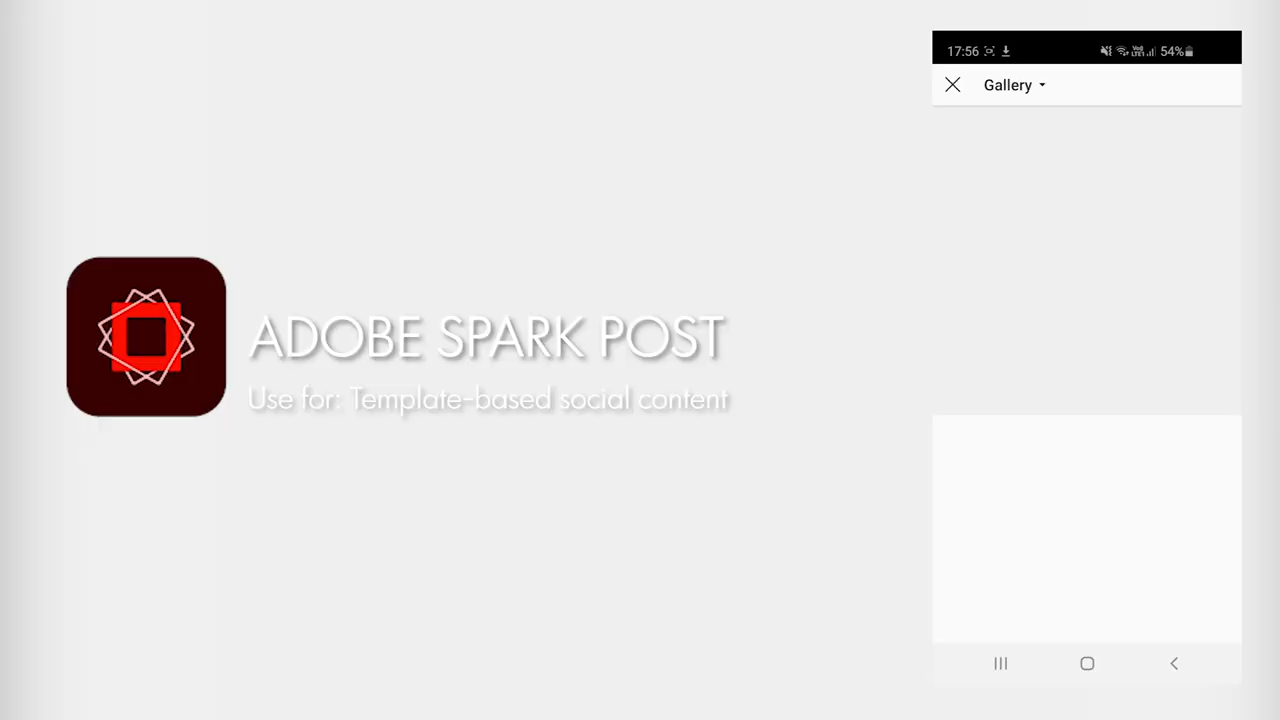 ADOBE SPARK POST
Use for: Template-based social content
17:56
54%
Gallery